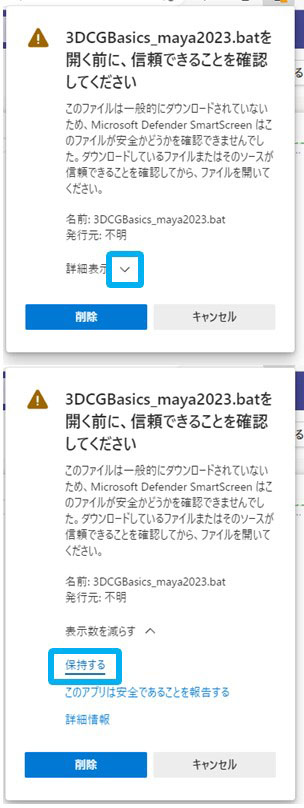 3DCGBasics_maya2023.batを
開く前に、信頼できることを確認
してください
このファイルは一般的にダウンロードされていない
ため、Microsoft Defender SmartScreen は
このファイルが安全かどうかを確認できませんでし
た。ダウンロードしているファイルまたはそのソースが
信頼できることを確認してから、ファイルを開いて
ください。
名前: 3DCGBasics_maya2023.bat
発行元: 不明
詳細表示
削除 キャンセル
3DCGBasics_maya2023.batを
開く前に、信頼できることを確認
してください
このファイルは一般的にダウンロードされていない
ため、Microsoft Defender SmartScreen は
このファイルが安全かどうかを確認できませんでし
た。ダウンロードしているファイルまたはそのソースが
信頼できることを確認してから、ファイルを開いて
ください。
名前: 3DCGBasics_maya2023.bat
発行元: 不明
表示数を減らす
保持する
このアプリは安全であることを報告する
詳細情報
削除 キャンセル